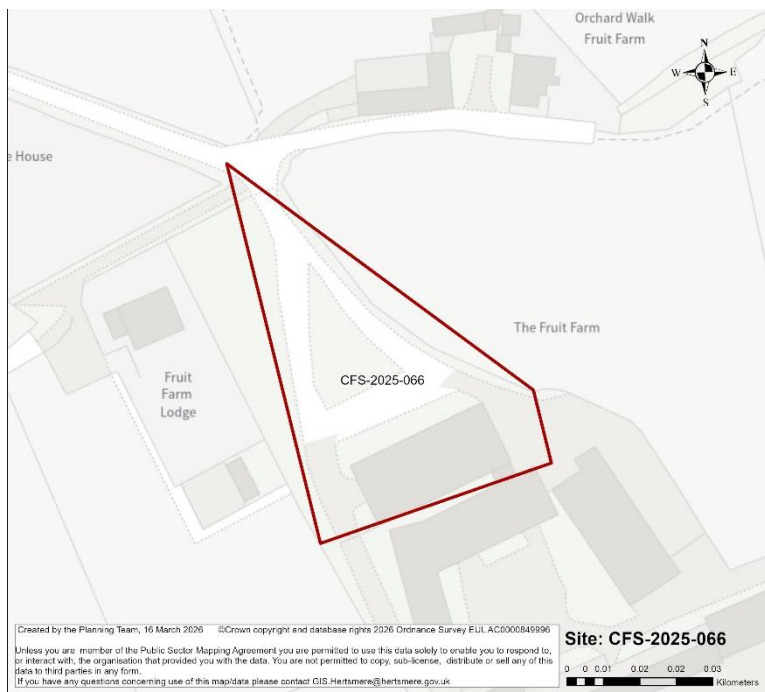 Orchard Walk
Fruit Farm
N
W E
S
e House
The Fruit Farm
CFS-2025-066
Fruit
Farm
Lodge
Created by the Planning Team, 16 March 2026 ©Crown copyright and database rights 2026 Ordnance Survey EUL AC0000849996
Unless you are member of the Public Sector Mapping Agreement you are permitted to use this data solely to enable you to respond to,
or interact with, the organisation that provided you with the data. You are not permitted to copy, sub-license, distribute or sell any of this
data to third parties in any form.
If you have any questions concerning use of this map/data please contact GIS.Hertsmere@hertsmere.gov.uk
Site: CFS-2025-066
0 0 0.01 0.02 0.02 0.03
Kilometers